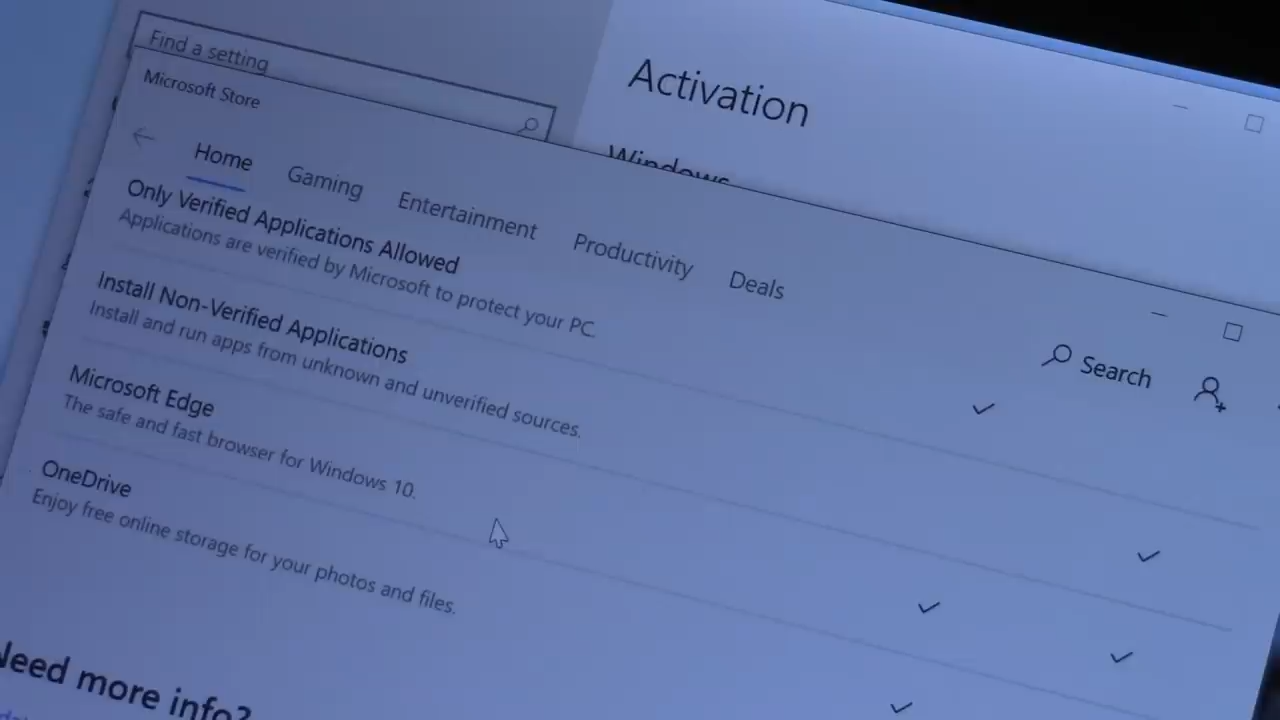 Find a setting
Activation
Windows
Microsoft Store
Home Gaming Entertainment Productivity Deals
Search
Only Verified Applications Allowed
Applications are verified by Microsoft to protect your PC.
Install Non-Verified Applications
Install and run apps from unknown and unverified sources.
Microsoft Edge
The safe and fast browser for Windows 10.
OneDrive
Enjoy free online storage for your photos and files.
Need more info?